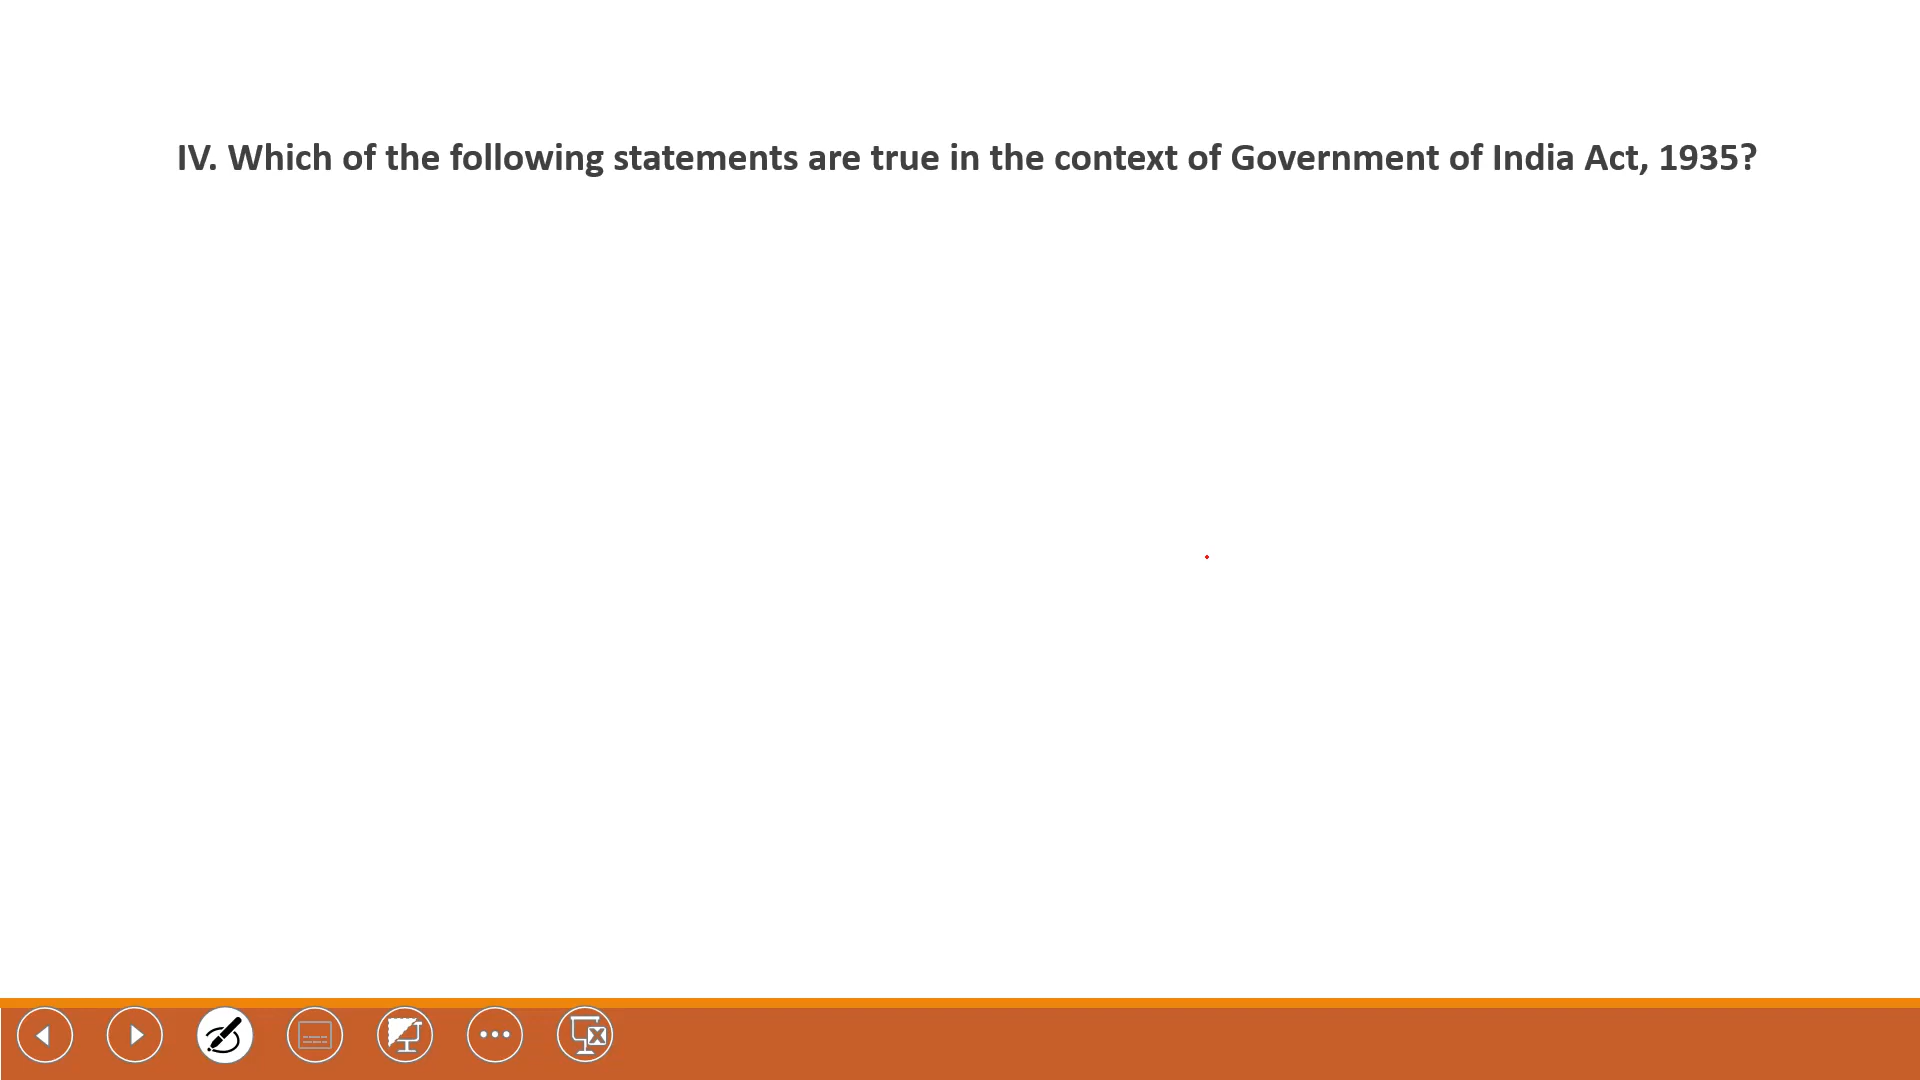 IV. Which of the following statements are true in the context of Government of India Act, 1935?